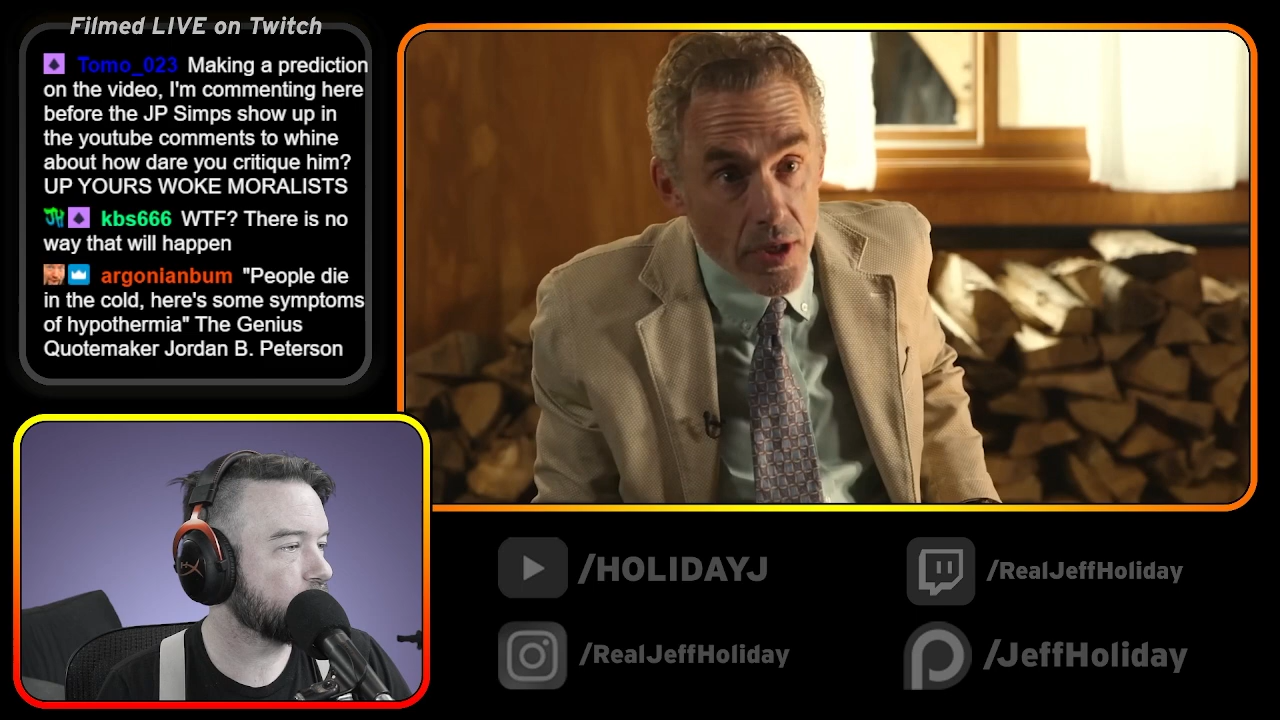 Filmed LIVE on Twitch
Tomo_023 Making a prediction
on the video, I'm commenting here
before the JP Simps show up in
the youtube comments to whine
about how dare you critique him?
UP YOURS WOKE MORALISTS
JH kbs666 WTF? There is no
way that will happen
argonianbum "People die
in the cold, here's some symptoms
of hypothermia" The Genius
Quotemaker Jordan B. Peterson
/HOLIDAYJ
/RealJeffHoliday
/RealJeffHoliday
/JeffHoliday